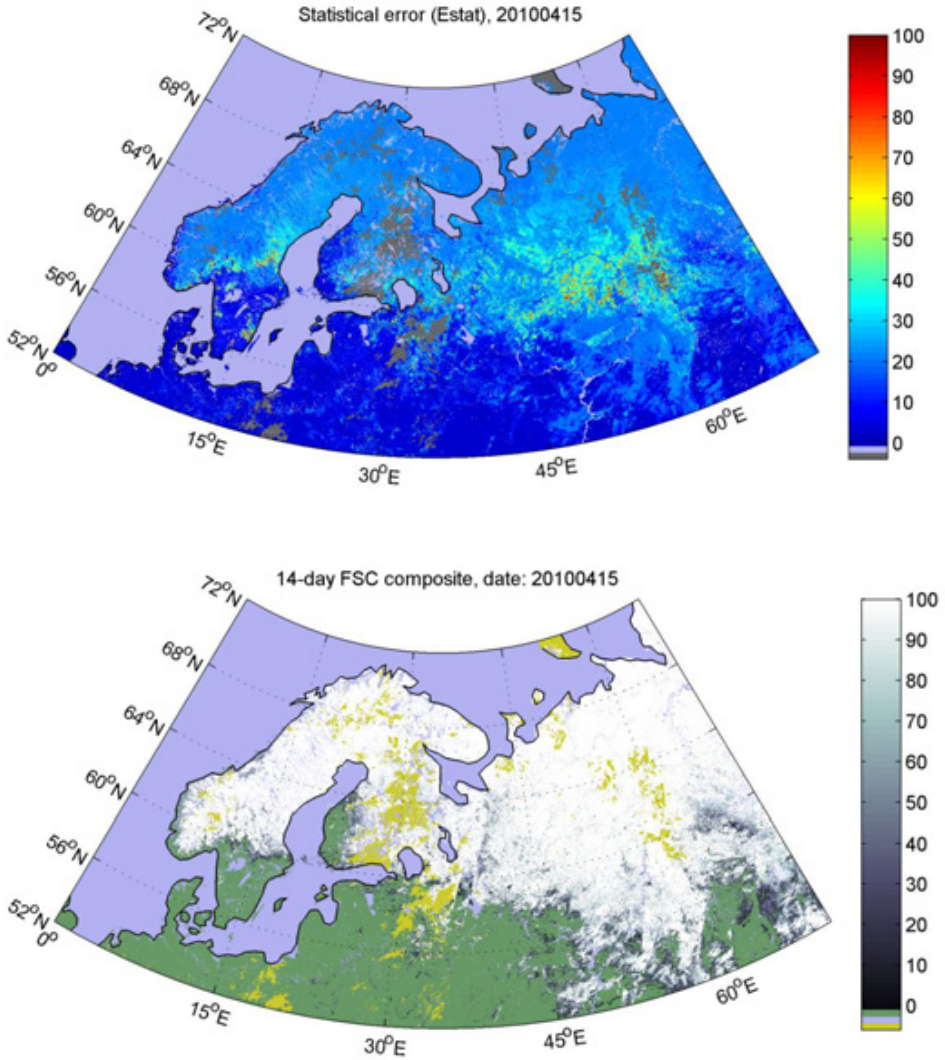 Statistical error (Estat), 20100415
72°N
68°N
64°N
60°N
56°N
52°N
0°
15°E
30°E
45°E
60°E
100
90
80
70
60
50
40
30
20
10
0
14-day FSC composite, date: 20100415
72°N
68°N
64°N
60°N
56°N
52°N
0°
15°E
30°E
45°E
60°E
100
90
80
70
60
50
40
30
20
10
0